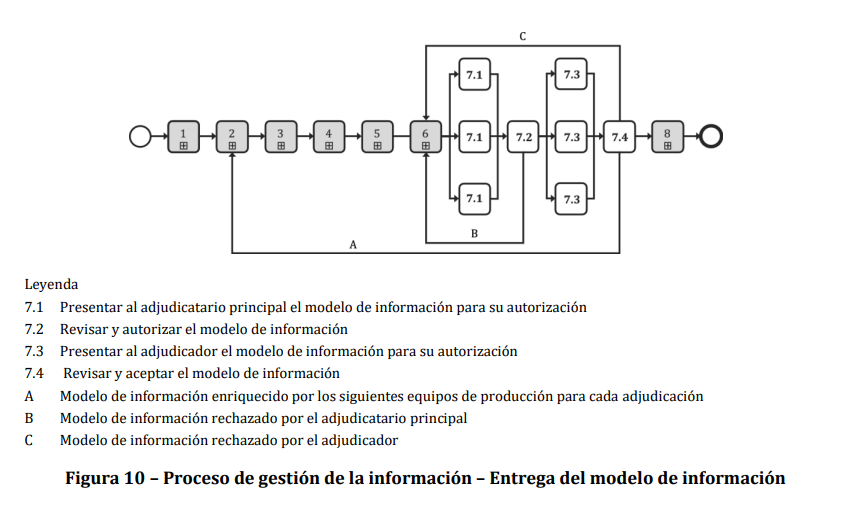 C
7.1 7.3
1 2 3 4 5 6 7.1 7.2 7.3 7.4 8
7.1 7.3
B
A
Leyenda
7.1 Presentar al adjudicatario principal el modelo de información para su autorización
7.2 Revisar y autorizar el modelo de información
7.3 Presentar al adjudicador el modelo de información para su autorización
7.4 Revisar y aceptar el modelo de información
A Modelo de información enriquecido por los siguientes equipos de producción para cada adjudicación
B Modelo de información rechazado por el adjudicatario principal
C Modelo de información rechazado por el adjudicador
Figura 10 – Proceso de gestión de la información – Entrega del modelo de información